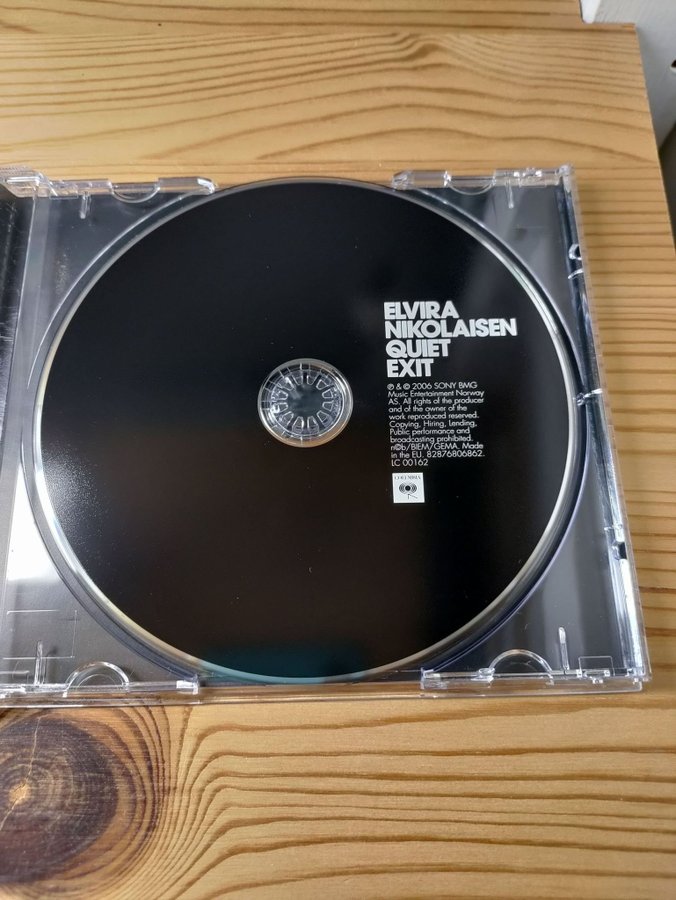 ELVIRA
NIKOLAISEN
QUIET
EXIT
℗ & © 2006 SONY BMG
Music Entertainment Norway
AS. All rights of the producer
and of the owner of the
work reproduced reserved.
Copying, Hiring, Lending,
Public performance and
broadcasting prohibited.
n©b/BIEM/GEMA. Made
in the EU. 82876806862.
LC 00162
COLUMBIA